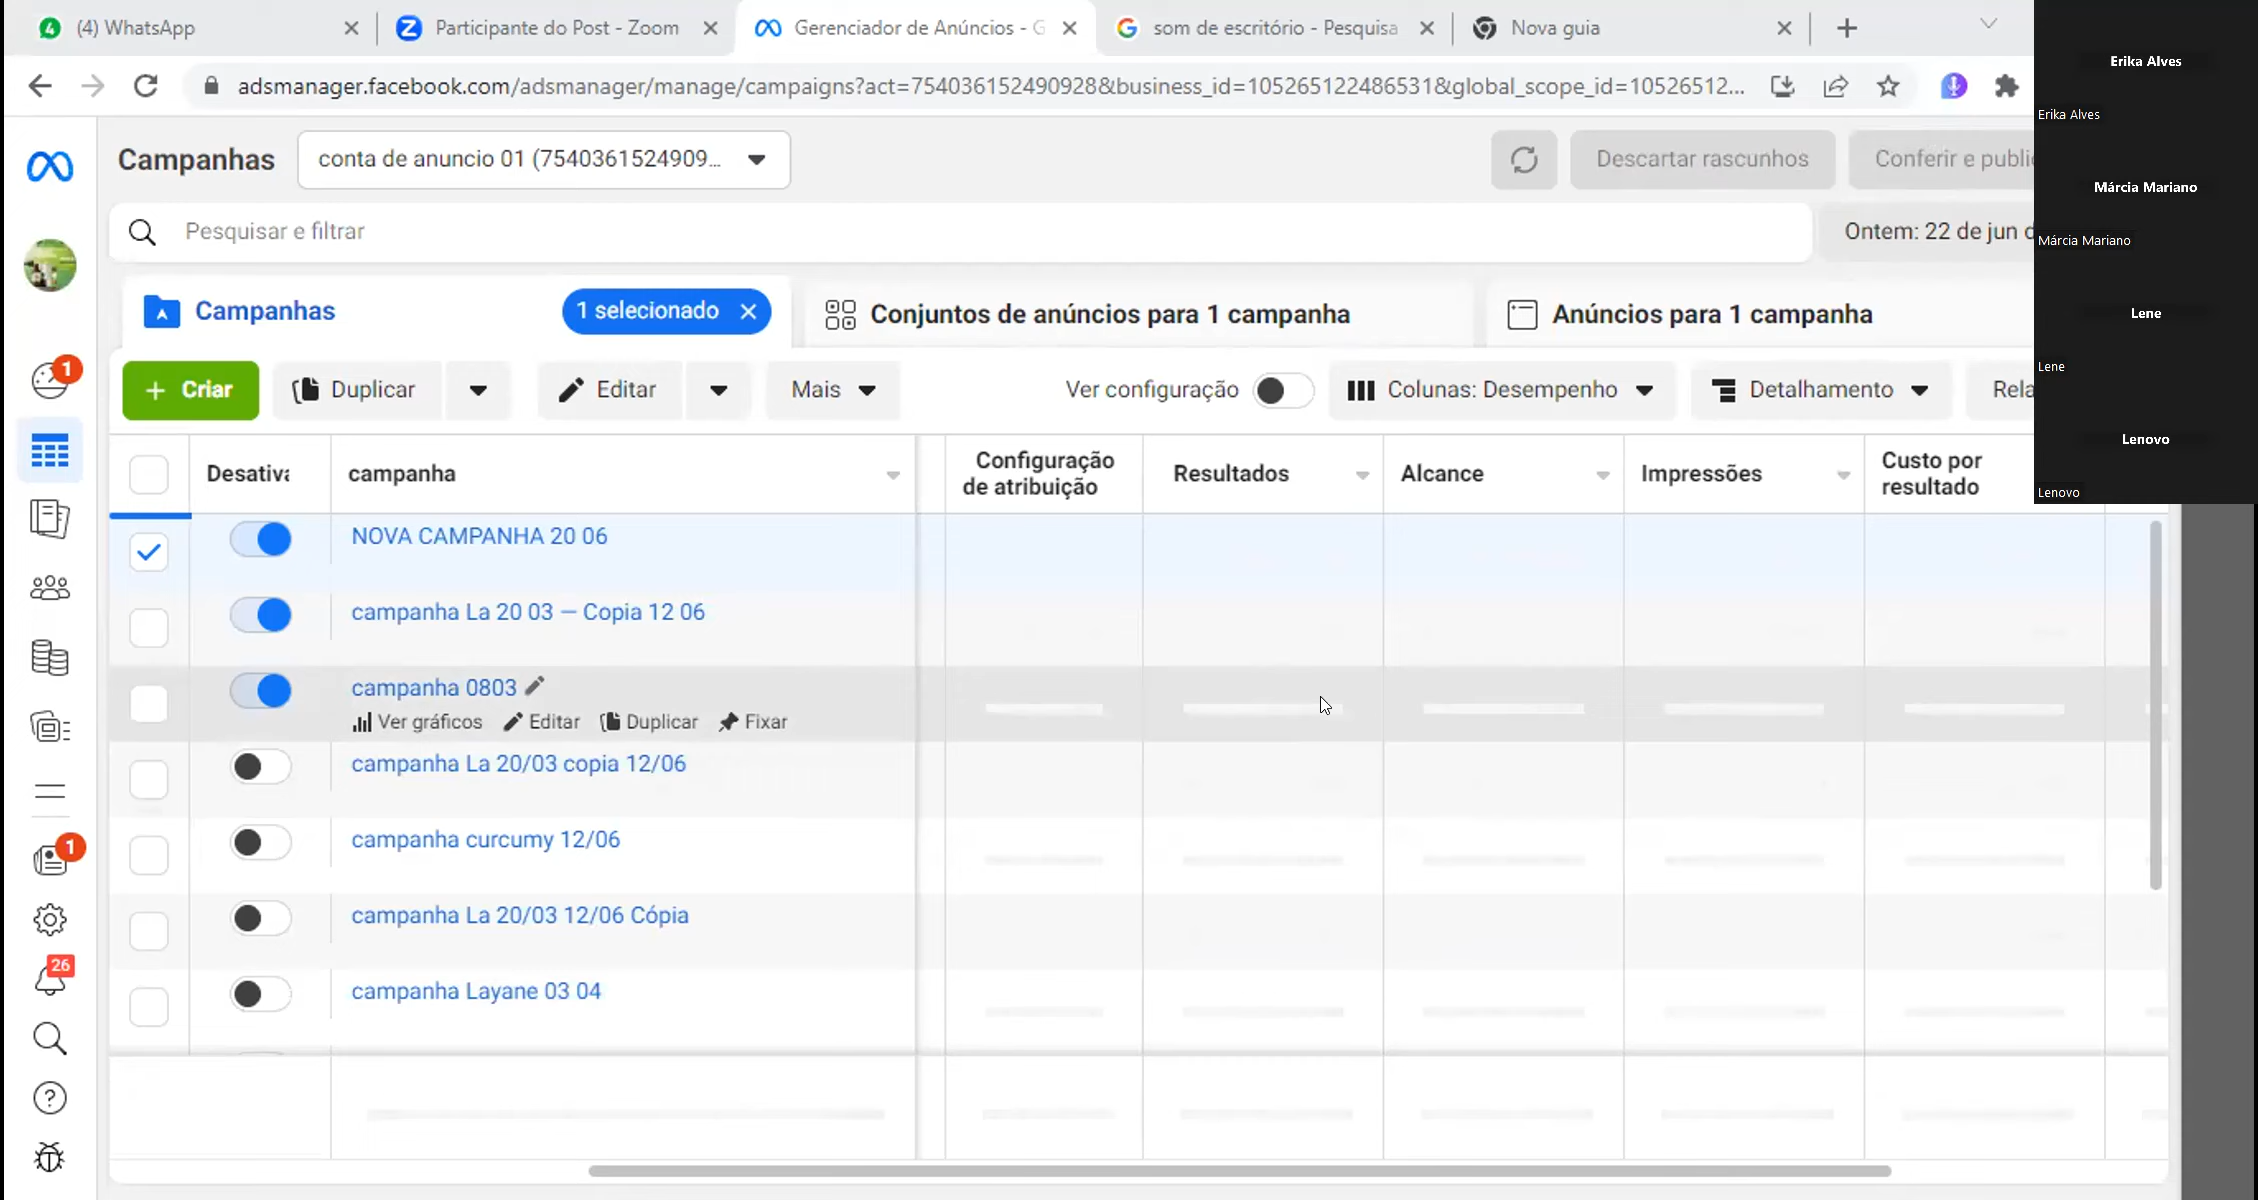 (4) WhatsApp
Participante do Post - Zoom
Gerenciador de Anúncios - G
som de escritório - Pesquisa
Nova guia
adsmanager.facebook.com/adsmanager/manage/campaigns?act=754036152490928&business_id=105265122486531&global_scope_id=10526512...
Campanhas
conta de anuncio 01 (7540361524909...
Descartar rascunhos
Conferir e publi
Pesquisar e filtrar
Ontem: 22 de jun d
Campanhas
1 selecionado
Conjuntos de anúncios para 1 campanha
Anúncios para 1 campanha
+ Criar
Duplicar
Editar
Mais
Ver configuração
Colunas: Desempenho
Detalhamento
Rela
Desativa
campanha
Configuração de atribuição
Resultados
Alcance
Impressões
Custo por resultado
NOVA CAMPANHA 20 06
campanha La 20 03 — Copia 12 06
campanha 0803
Ver gráficos
Editar
Duplicar
Fixar
campanha La 20/03 copia 12/06
campanha curcumy 12/06
campanha La 20/03 12/06 Cópia
campanha Layane 03 04
4
1
1
26
Erika Alves
Erika Alves
Márcia Mariano
Márcia Mariano
Lene
Lene
Lenovo
Lenovo